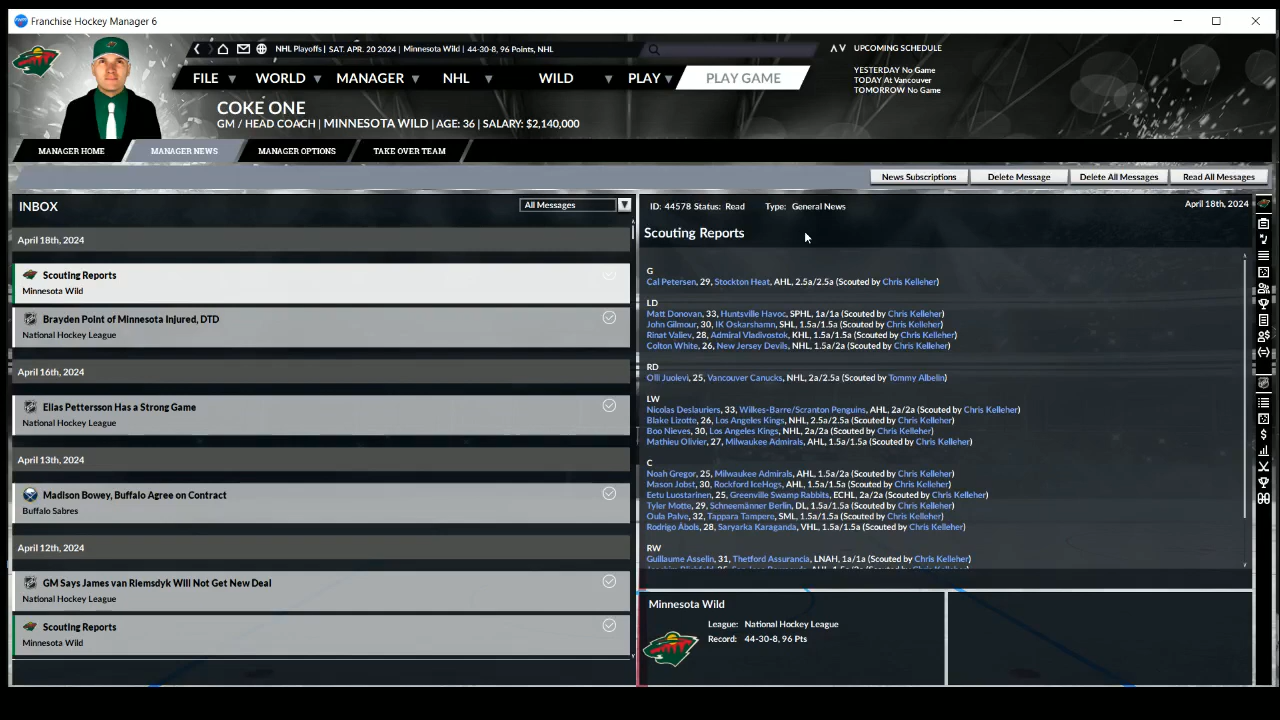 Franchise Hockey Manager 6
NHL Playoffs | SAT. APR. 20 2024 | Minnesota Wild | 44-30-8, 96 Points, NHL
UPCOMING SCHEDULE
YESTERDAY No Game
TODAY At Vancouver
TOMORROW No Game
FILE WORLD MANAGER NHL WILD PLAY PLAY GAME
COKE ONE
GM / HEAD COACH | MINNESOTA WILD | AGE: 36 | SALARY: $2,140,000
MANAGER HOME MANAGER NEWS MANAGER OPTIONS TAKE OVER TEAM
News Subscriptions Delete Message Delete All Messages Read All Messages
INBOX All Messages
April 18th, 2024
Scouting Reports
Minnesota Wild
Brayden Point of Minnesota Injured, DTD
National Hockey League
April 16th, 2024
Elias Pettersson Has a Strong Game
National Hockey League
April 13th, 2024
Madison Bowey, Buffalo Agree on Contract
Buffalo Sabres
April 12th, 2024
GM Says James van Riemsdyk Will Not Get New Deal
National Hockey League
Scouting Reports
Minnesota Wild
ID: 44578 Status: Read Type: General News April 18th, 2024
Scouting Reports
G
Cal Petersen, 29, Stockton Heat, AHL, 2.5a/2.5a (Scouted by Chris Kelleher)
LD
Matt Donovan, 33, Huntsville Havoc, SPHL, 1a/1a (Scouted by Chris Kelleher)
John Gilmour, 30, IK Oskarshamn, SHL, 1.5a/1.5a (Scouted by Chris Kelleher)
Rinat Valiev, 28, Admiral Vladivostok, KHL, 1.5a/1.5a (Scouted by Chris Kelleher)
Colton White, 26, New Jersey Devils, NHL, 1.5a/2a (Scouted by Chris Kelleher)
RD
Olli Juolevi, 25, Vancouver Canucks, NHL, 2a/2.5a (Scouted by Tommy Albelin)
LW
Nicolas Deslauriers, 33, Wilkes-Barre/Scranton Penguins, AHL, 2a/2a (Scouted by Chris Kelleher)
Blake Lizotte, 26, Los Angeles Kings, NHL, 2.5a/2.5a (Scouted by Chris Kelleher)
Boo Nieves, 30, Los Angeles Kings, NHL, 2a/2a (Scouted by Chris Kelleher)
Mathieu Olivier, 27, Milwaukee Admirals, AHL, 1.5a/1.5a (Scouted by Chris Kelleher)
C
Noah Gregor, 25, Milwaukee Admirals, AHL, 1.5a/2a (Scouted by Chris Kelleher)
Mason Jobst, 30, Rockford IceHogs, AHL, 1.5a/1.5a (Scouted by Chris Kelleher)
Eetu Luostarinen, 25, Greenville Swamp Rabbits, ECHL, 2a/2a (Scouted by Chris Kelleher)
Tyler Motte, 29, Schneemänner Berlin, DL, 1.5a/1.5a (Scouted by Chris Kelleher)
Oula Palve, 32, Tappara Tampere, SML, 1.5a/1.5a (Scouted by Chris Kelleher)
Rodrigo Ābols, 28, Saryarka Karaganda, VHL, 1.5a/1.5a (Scouted by Chris Kelleher)
RW
Guillaume Asselin, 31, Thetford Assurancia, LNAH, 1a/1a (Scouted by Chris Kelleher)
Minnesota Wild
League: National Hockey League
Record: 44-30-8, 96 Pts